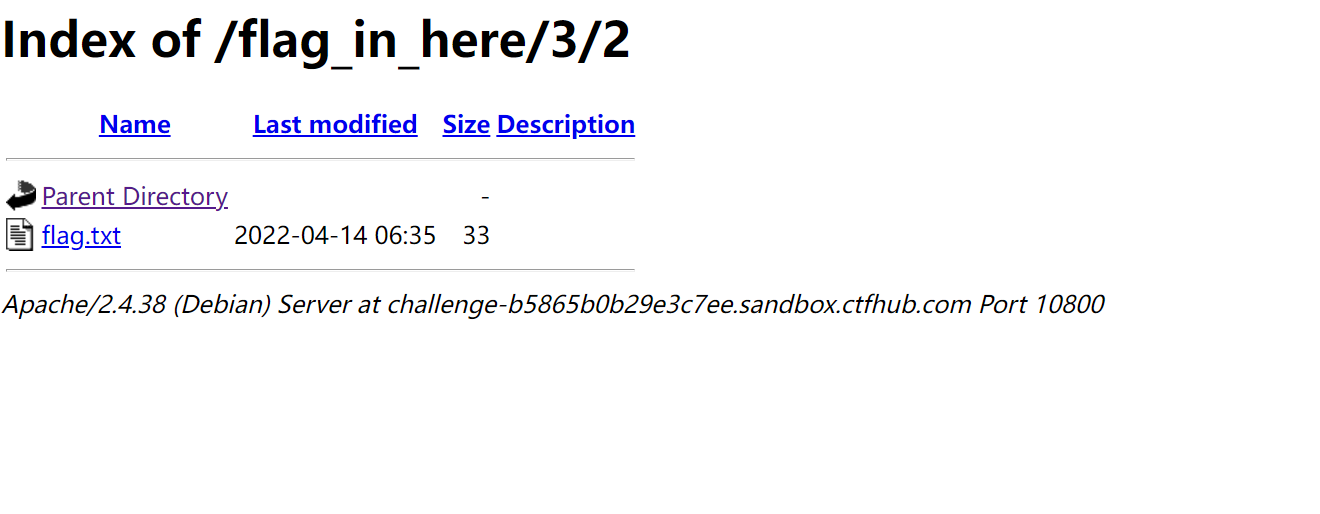 Index of /flag_in_here/3/2
Name Last modified Size Description
Parent Directory -
flag.txt 2022-04-14 06:35 33
Apache/2.4.38 (Debian) Server at challenge-b5865b0b29e3c7ee.sandbox.ctfhub.com Port 10800